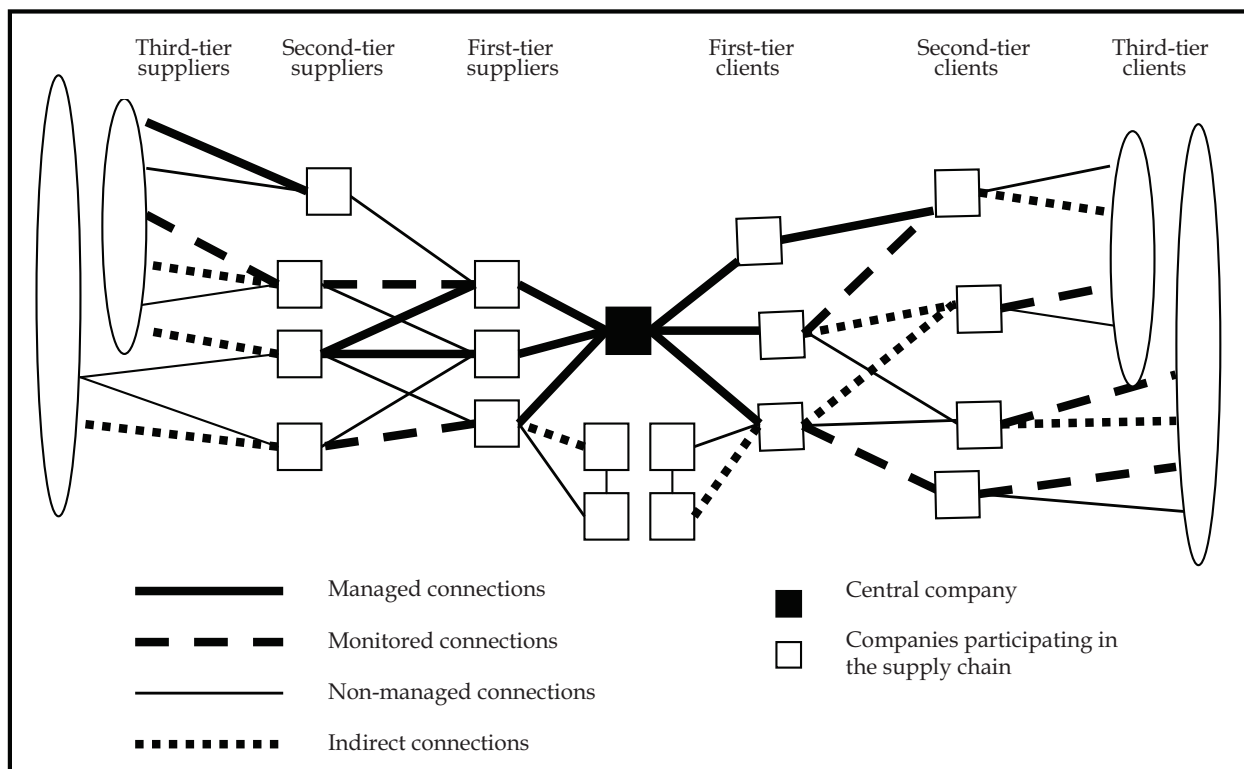 Third-tier
suppliers
Second-tier
suppliers
First-tier
suppliers
First-tier
clients
Second-tier
clients
Third-tier
clients
Managed connections
Monitored connections
Non-managed connections
Indirect connections
Central company
Companies participating in
the supply chain